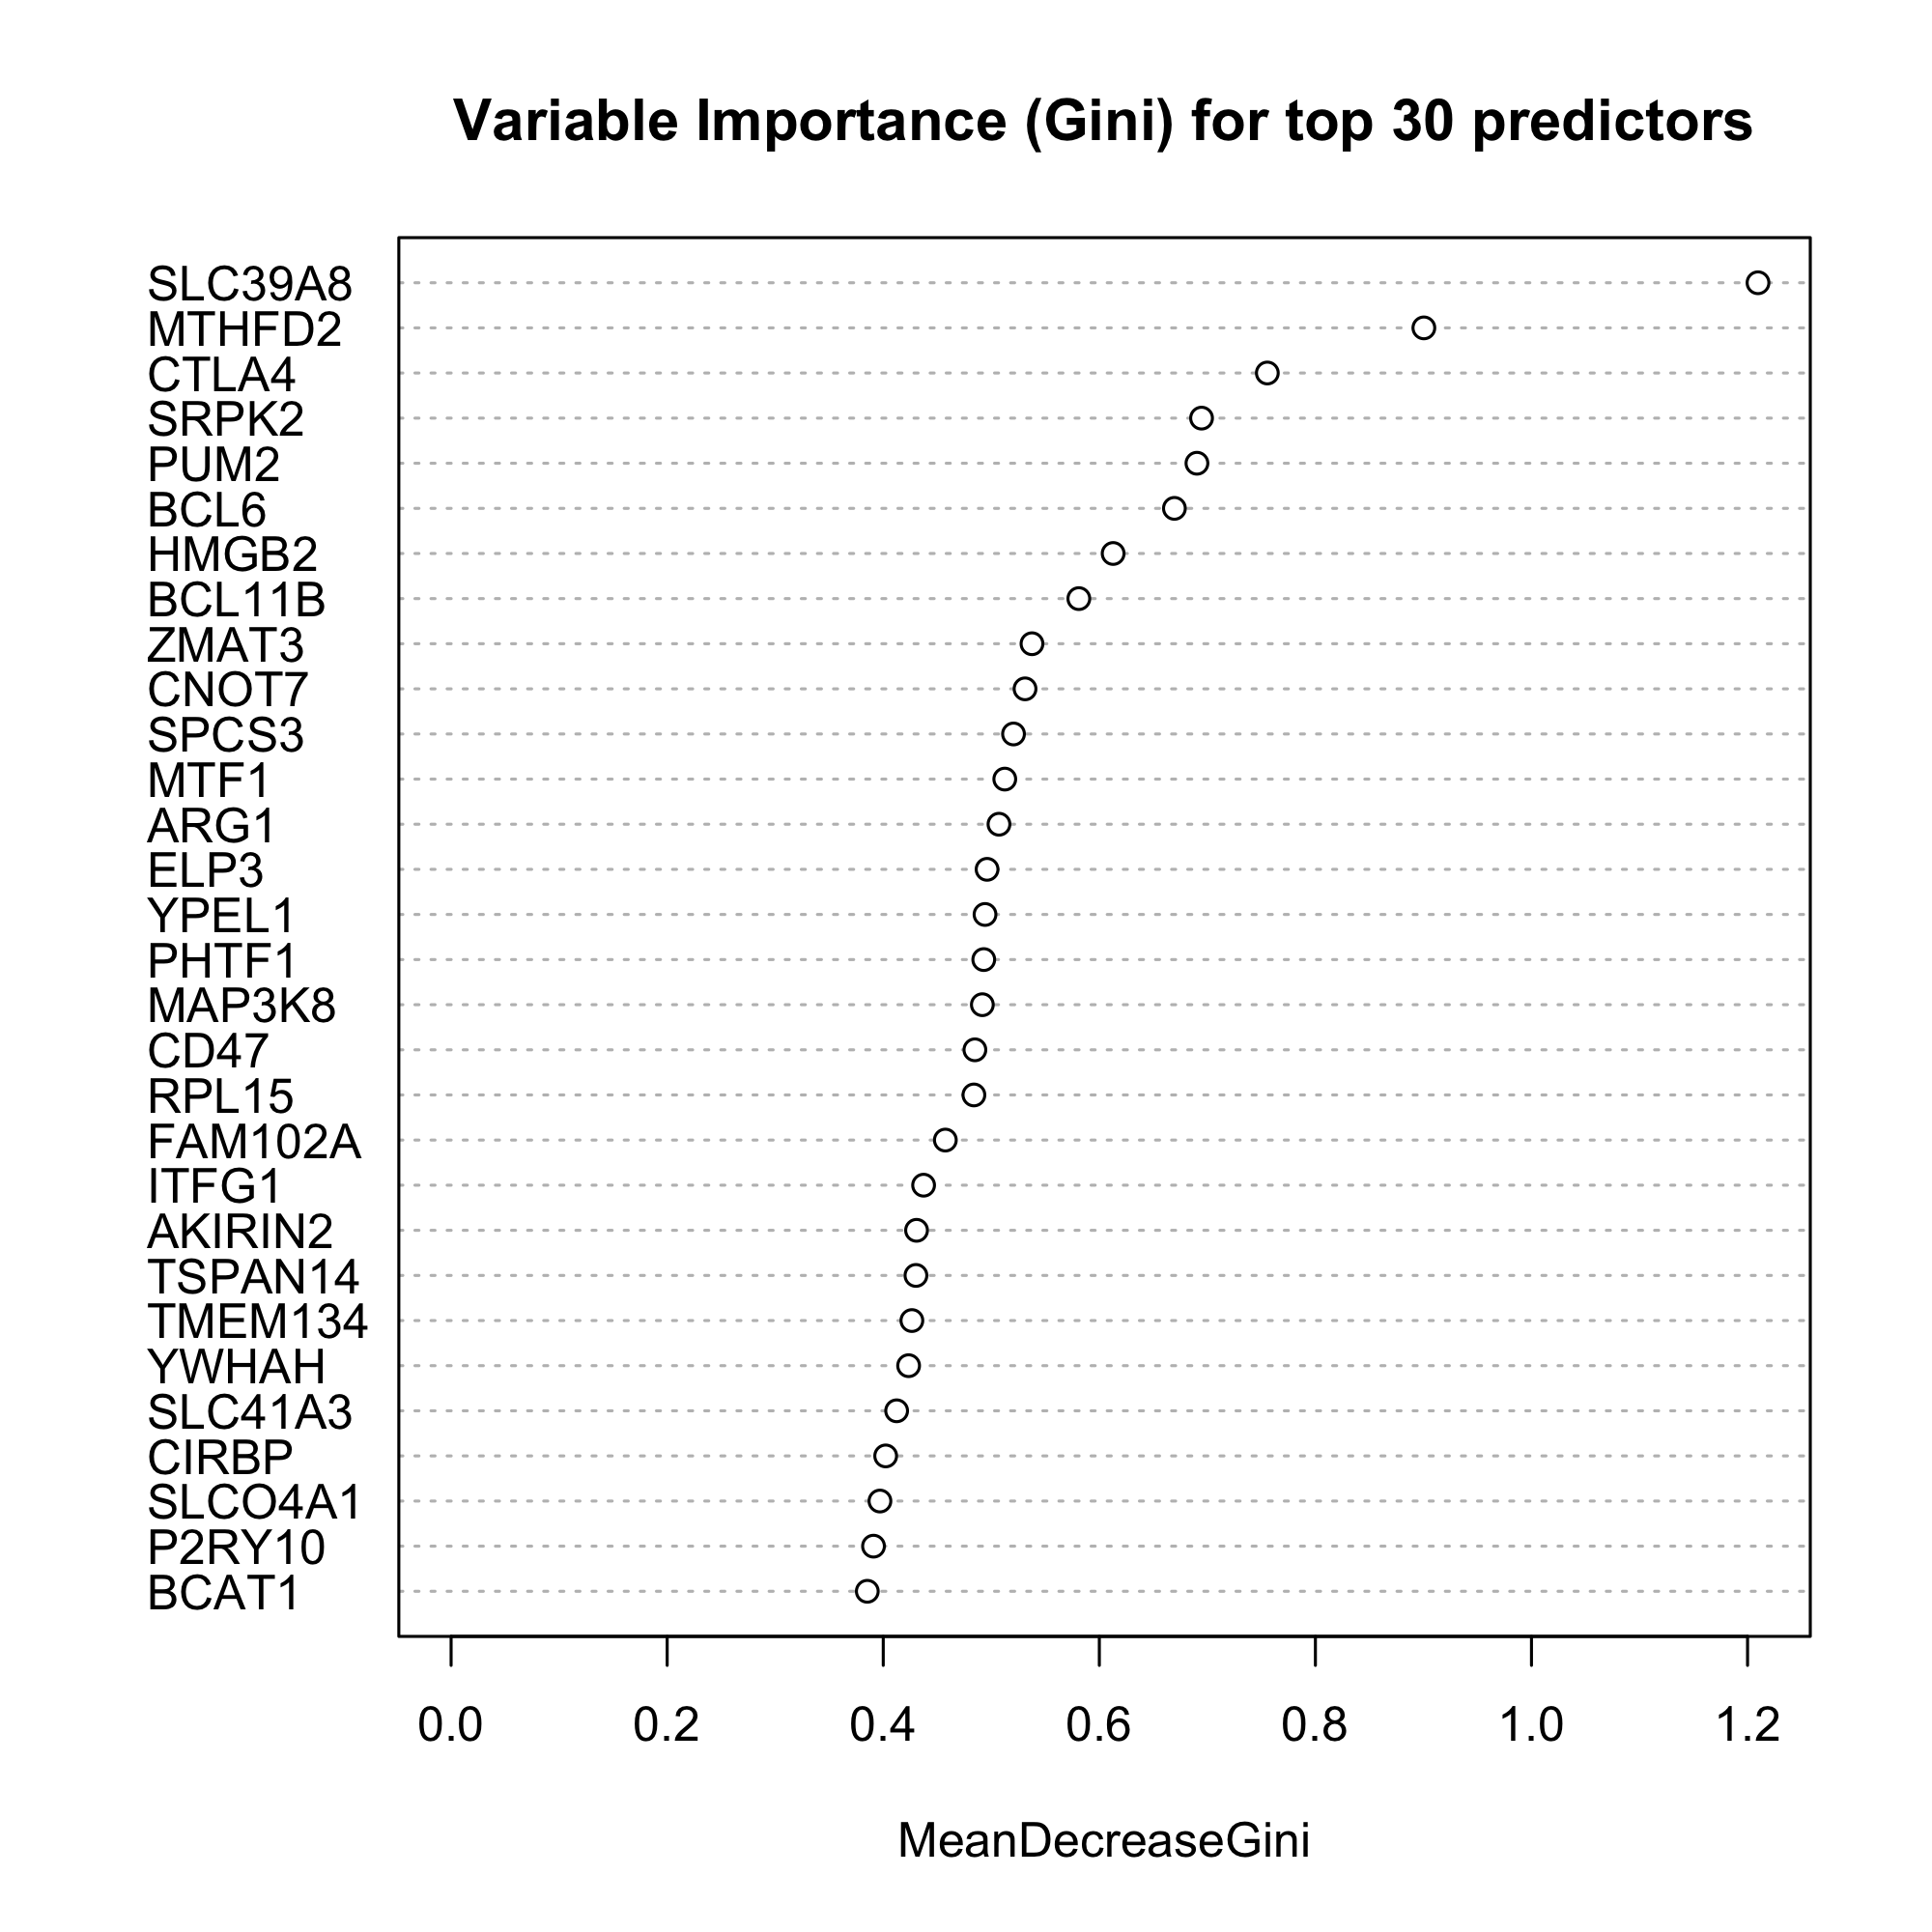 Variable Importance (Gini) for top 30 predictors
SLC39A8
MTHFD2
CTLA4
SRPK2
PUM2
BCL6
HMGB2
BCL11B
ZMAT3
CNOT7
SPCS3
MTF1
ARG1
ELP3
YPEL1
PHTF1
MAP3K8
CD47
RPL15
FAM102A
ITFG1
AKIRIN2
TSPAN14
TMEM134
YWHAH
SLC41A3
CIRBP
SLCO4A1
P2RY10
BCAT1
0.0 0.2 0.4 0.6 0.8 1.0 1.2
MeanDecreaseGini